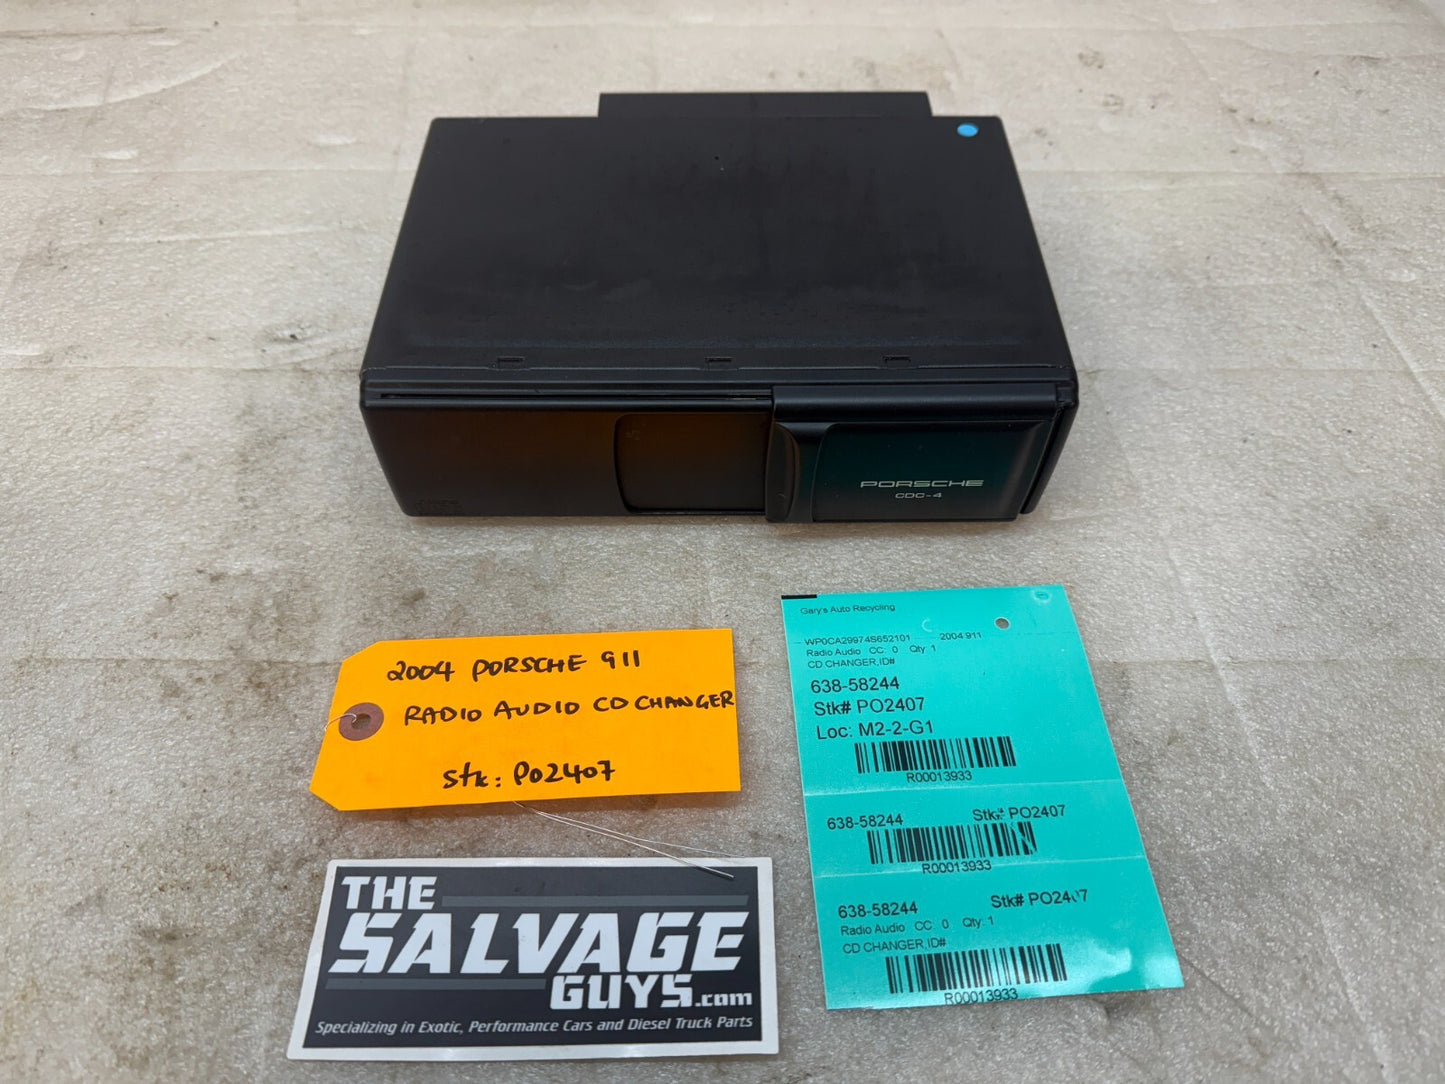 PORSCHE
CDC-4
2004 PORSCHE 911
RADIO AUDIO CD CHANGER
Stk: PO2407
Gary's Auto Recycling
WP0CA29974S652101 2004 911
Radio Audio CC: 0 Qty: 1
CD CHANGER,ID#
638-58244
Stk# PO2407
Loc: M2-2-G1
R00013933
638-58244 Stk# PO2407
R00013933
638-58244 Stk# PO2407
Radio Audio CC: 0 Qty: 1
CD CHANGER,ID#
R00013933
THE
SALVAGE
GUYS.com
Specializing in Exotic, Performance Cars and Diesel Truck Parts